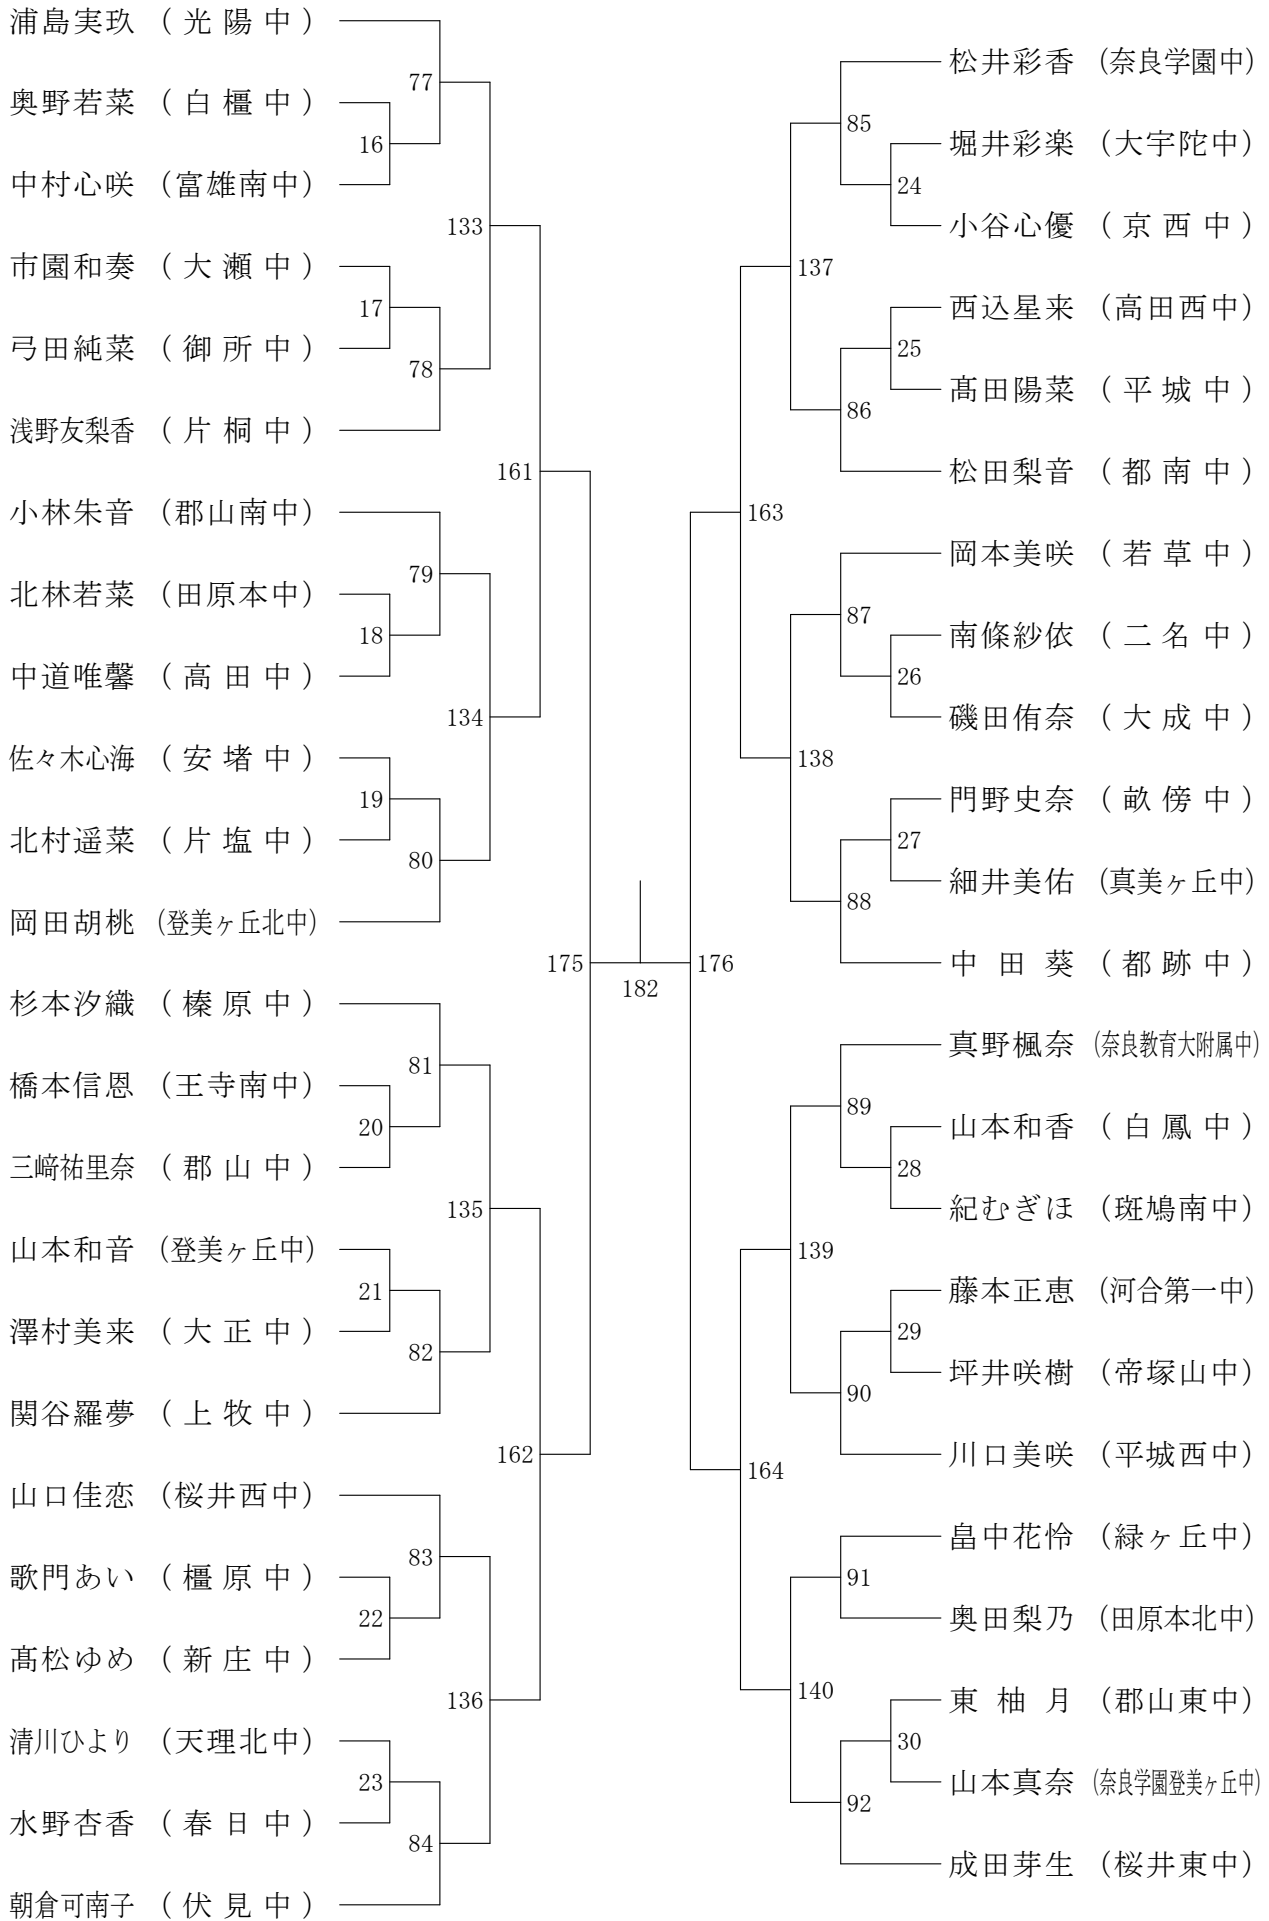 浦島実玖 (光陽中)
奥野若菜 (白橿中)
中村心咲 (富雄南中)
市園和奏 (大瀬中)
弓田純菜 (御所中)
浅野友梨香 (片桐中)
小林朱音 (郡山南中)
北林若菜 (田原本中)
中道唯馨 (高田中)
佐々木心海 (安堵中)
北村遥菜 (片塩中)
岡田胡桃 (登美ヶ丘北中)
杉本汐織 (榛原中)
橋本信恩 (王寺南中)
三﨑祐里奈 (郡山中)
山本和音 (登美ヶ丘中)
澤村美来 (大正中)
関谷羅夢 (上牧中)
山口佳恋 (桜井西中)
歌門あい (橿原中)
髙松ゆめ (新庄中)
清川ひより (天理北中)
水野杏香 (春日中)
朝倉可南子 (伏見中)
16
17
18
19
20
21
22
23
77
78
79
80
81
82
83
84
133
134
135
136
161
162
175
182
176
163
164
137
138
139
140
85
86
87
88
89
90
91
92
24
25
26
27
28
29
30
松井彩香 (奈良学園中)
堀井彩楽 (大宇陀中)
小谷心優 (京西中)
西込星来 (高田西中)
髙田陽菜 (平城中)
松田梨音 (都南中)
岡本美咲 (若草中)
南條紗依 (二名中)
磯田侑奈 (大成中)
門野史奈 (畝傍中)
細井美佑 (真美ヶ丘中)
中田葵 (都跡中)
真野楓奈 (奈良教育大附属中)
山本和香 (白鳳中)
紀むぎほ (斑鳩南中)
藤本正恵 (河合第一中)
坪井咲樹 (帝塚山中)
川口美咲 (平城西中)
畠中花怜 (緑ヶ丘中)
奥田梨乃 (田原本北中)
東柚月 (郡山東中)
山本真奈 (奈良学園登美ヶ丘中)
成田芽生 (桜井東中)